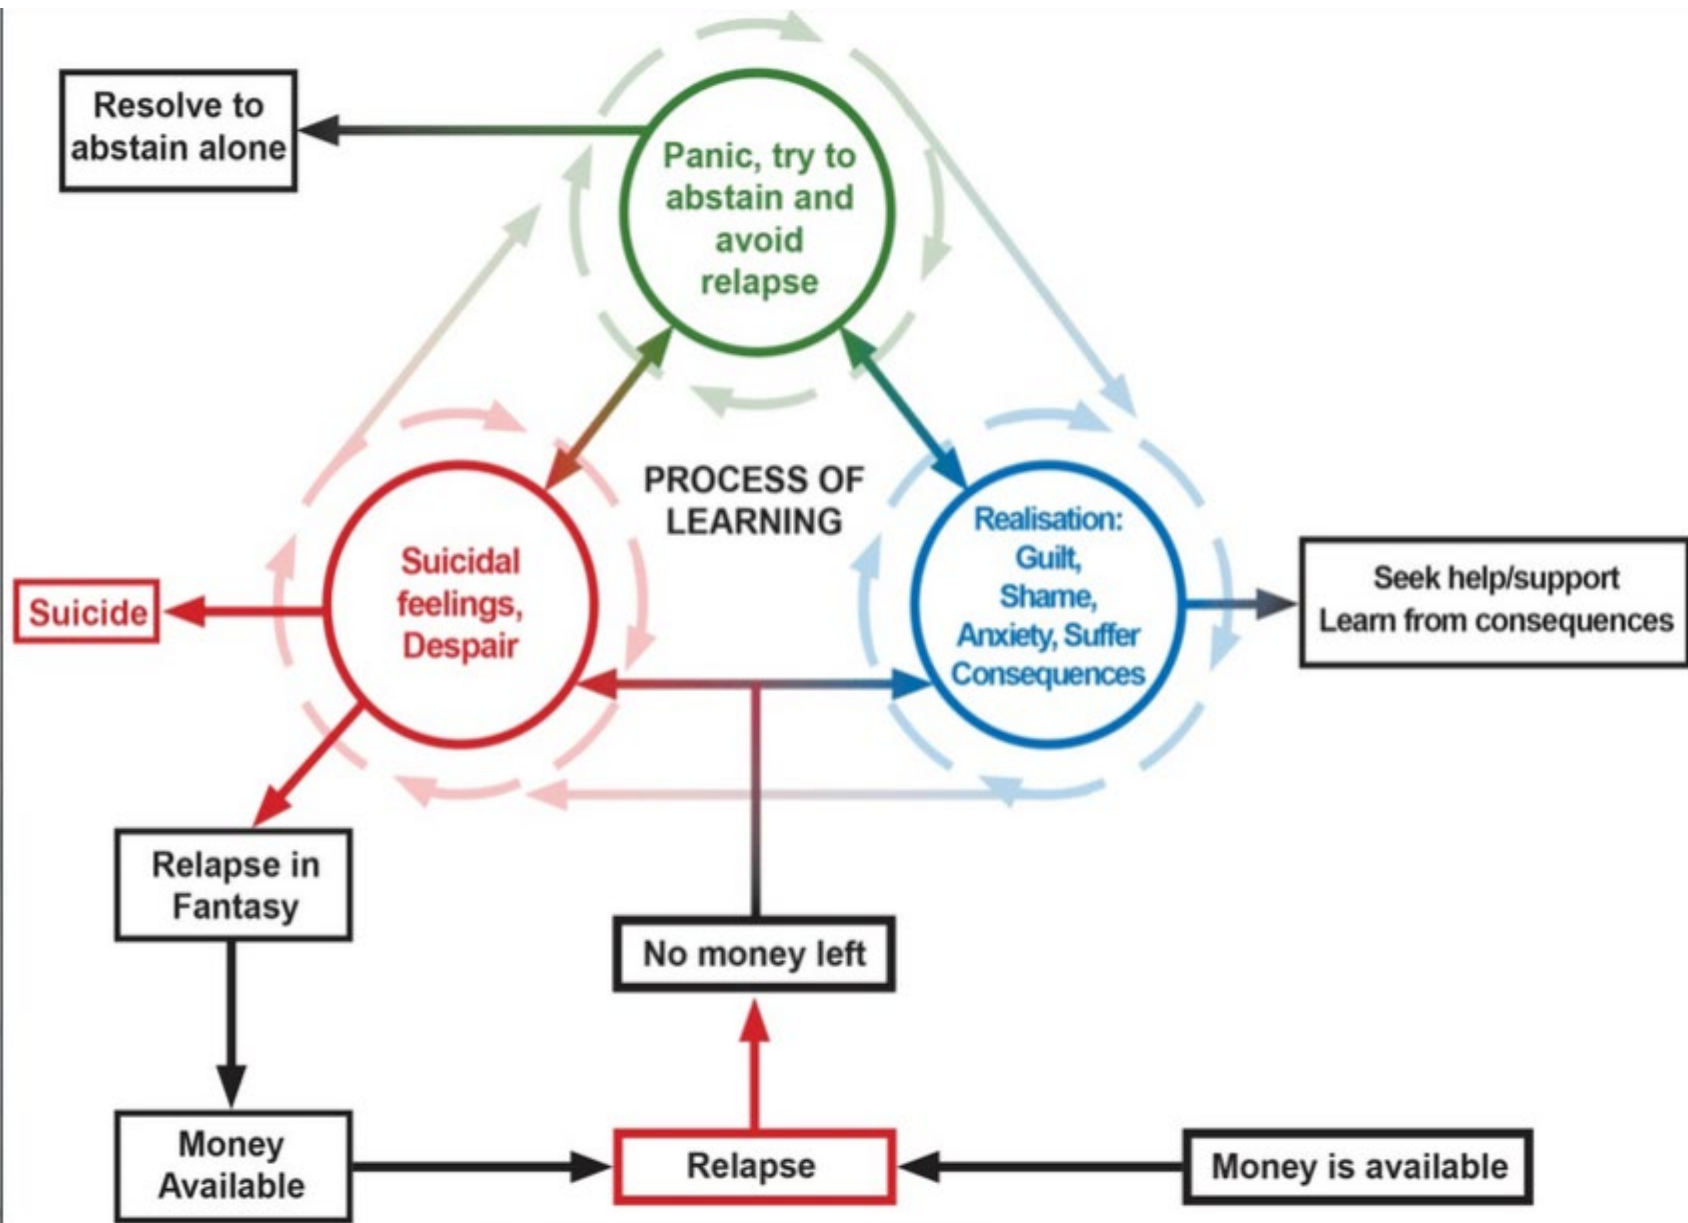 Resolve to
abstain alone
Panic, try to
abstain and
avoid
relapse
PROCESS OF
LEARNING
Suicide
Suicidal
feelings,
Despair
Realisation:
Guilt,
Shame,
Anxiety, Suffer
Consequences
Seek help/support
Learn from consequences
Relapse in
Fantasy
No money left
Money
Available
Relapse
Money is available